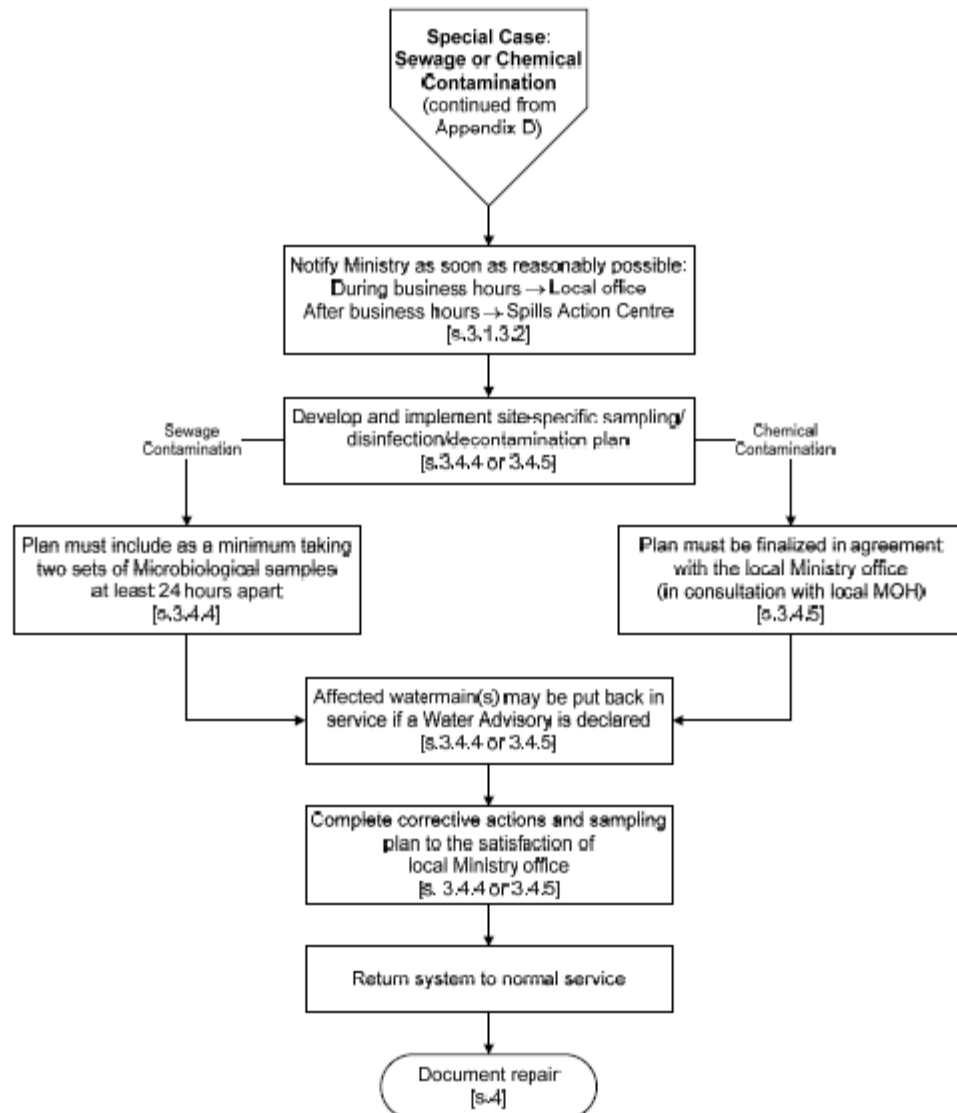 Special Case:
Sewage or Chemical
Contamination
(continued from
Appendix D)
Notify Ministry as soon as reasonably possible:
During business hours → Local office
After business hours → Spills Action Centre
[s.3.1.3.2]
Develop and implement site-specific sampling/
disinfection/decontamination plan
[s.3.4.4 or 3.4.5]
Sewage
Contamination
Chemical
Contamination
Plan must include as a minimum taking
two sets of Microbiological samples
at least 24 hours apart
[s.3.4.4]
Plan must be finalized in agreement
with the local Ministry office
(in consultation with local MOH)
[s.3.4.5]
Affected watermain(s) may be put back in
service if a Water Advisory is declared
[s.3.4.4 or 3.4.5]
Complete corrective actions and sampling
plan to the satisfaction of
local Ministry office
[s. 3.4.4 or 3.4.5]
Return system to normal service
Document repair
[s.4]